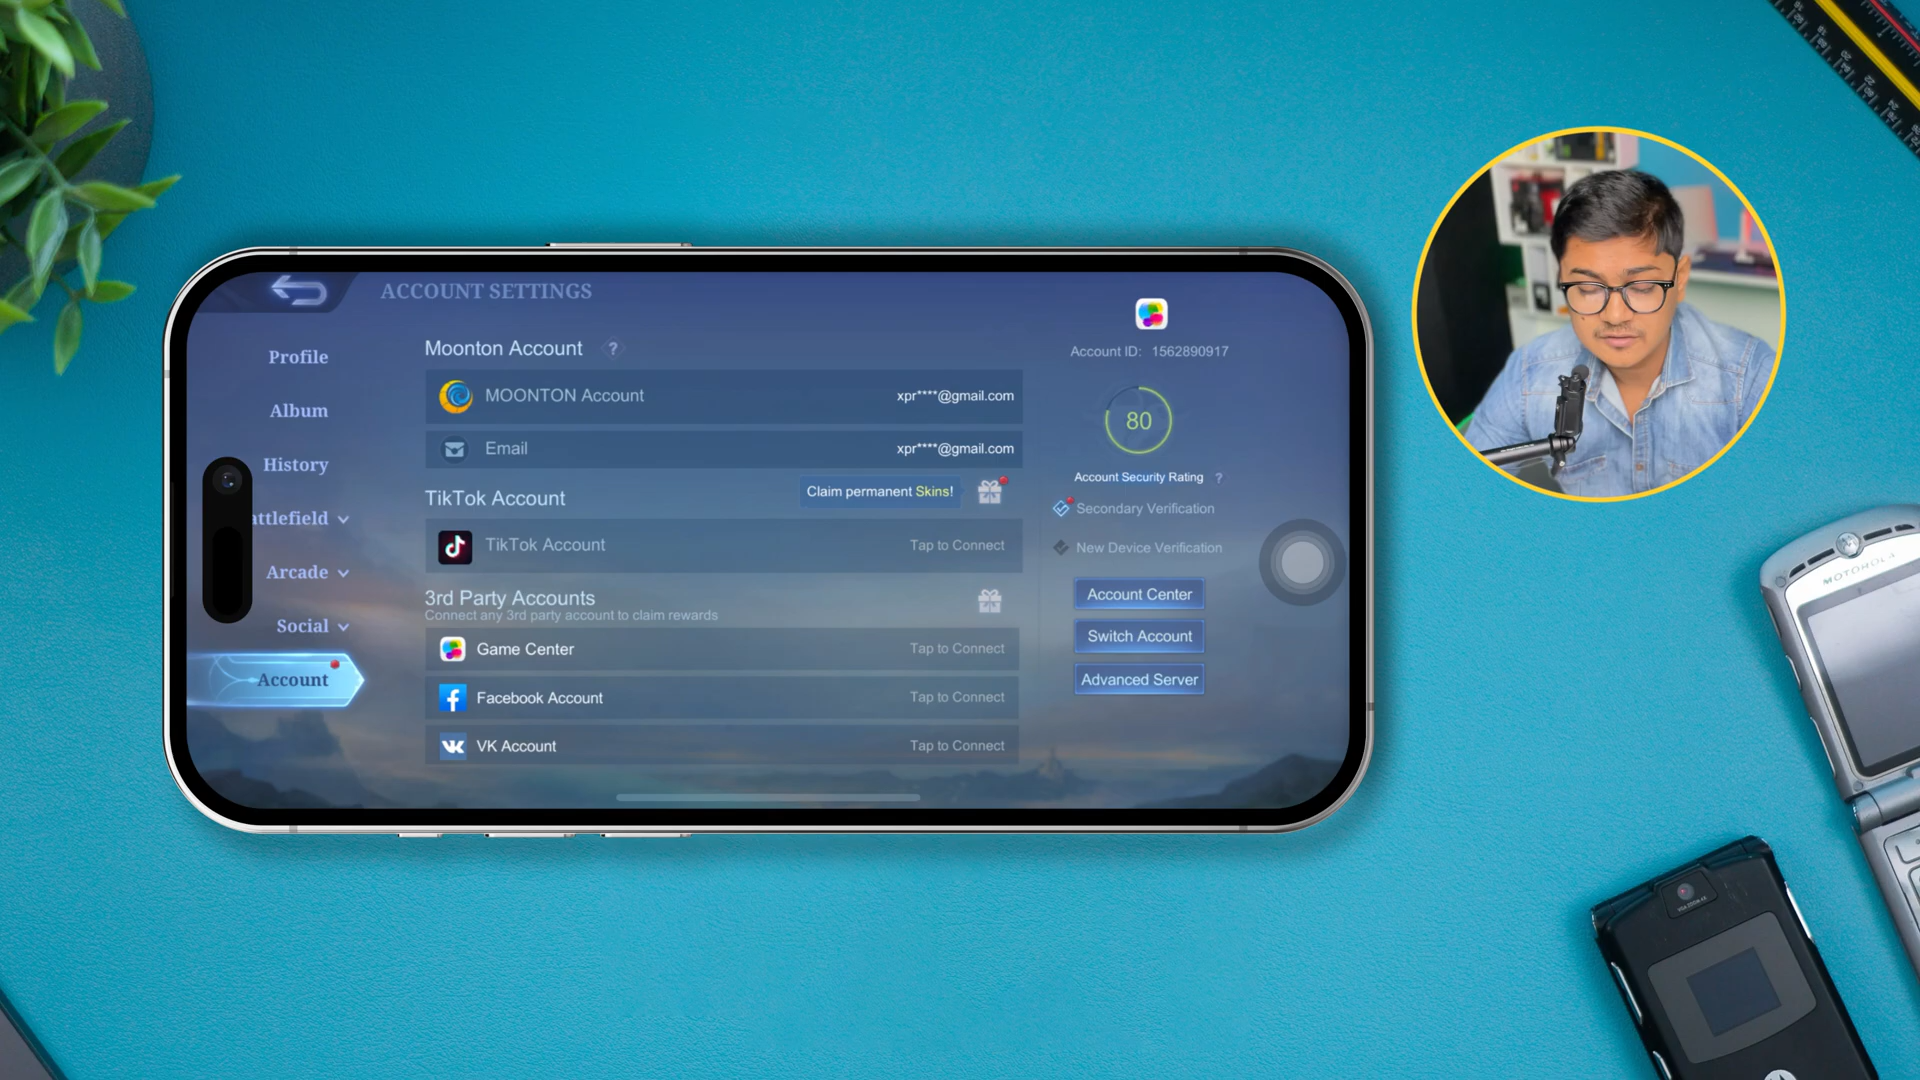 ACCOUNT SETTINGS
Profile
Album
History
attlefield
Arcade
Social
Account
Moonton Account ?
MOONTON Account xpr****@gmail.com
Email xpr****@gmail.com
TikTok Account
Claim permanent Skins!
TikTok Account Tap to Connect
3rd Party Accounts
Connect any 3rd party account to claim rewards
Game Center Tap to Connect
Facebook Account Tap to Connect
VK Account Tap to Connect
Account ID: 1562890917
80
Account Security Rating ?
Secondary Verification
New Device Verification
Account Center
Switch Account
Advanced Server
MOTOROLA